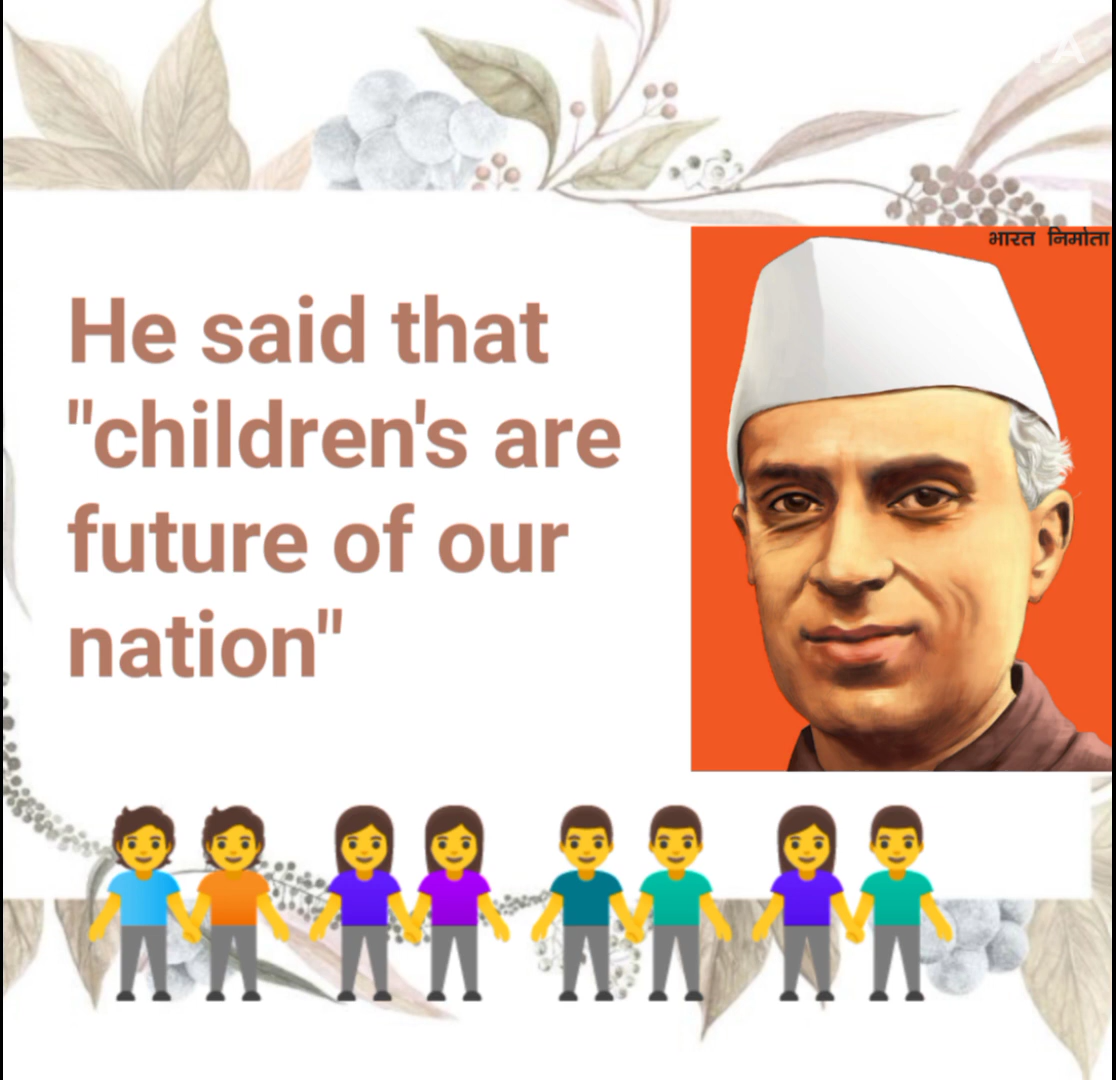 भारत निर्माता
He said that
"children's are
future of our
nation"